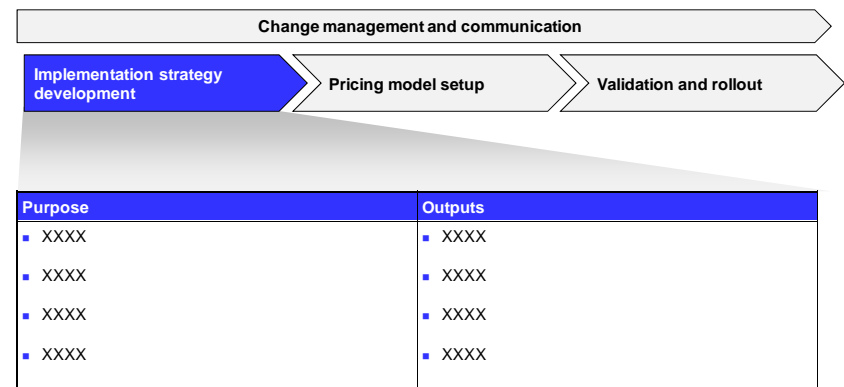 Change management and communication
Implementation strategy
development
Pricing model setup
Validation and rollout
Purpose
Outputs
▪ XXXX
▪ XXXX
▪ XXXX
▪ XXXX
▪ XXXX
▪ XXXX
▪ XXXX
▪ XXXX